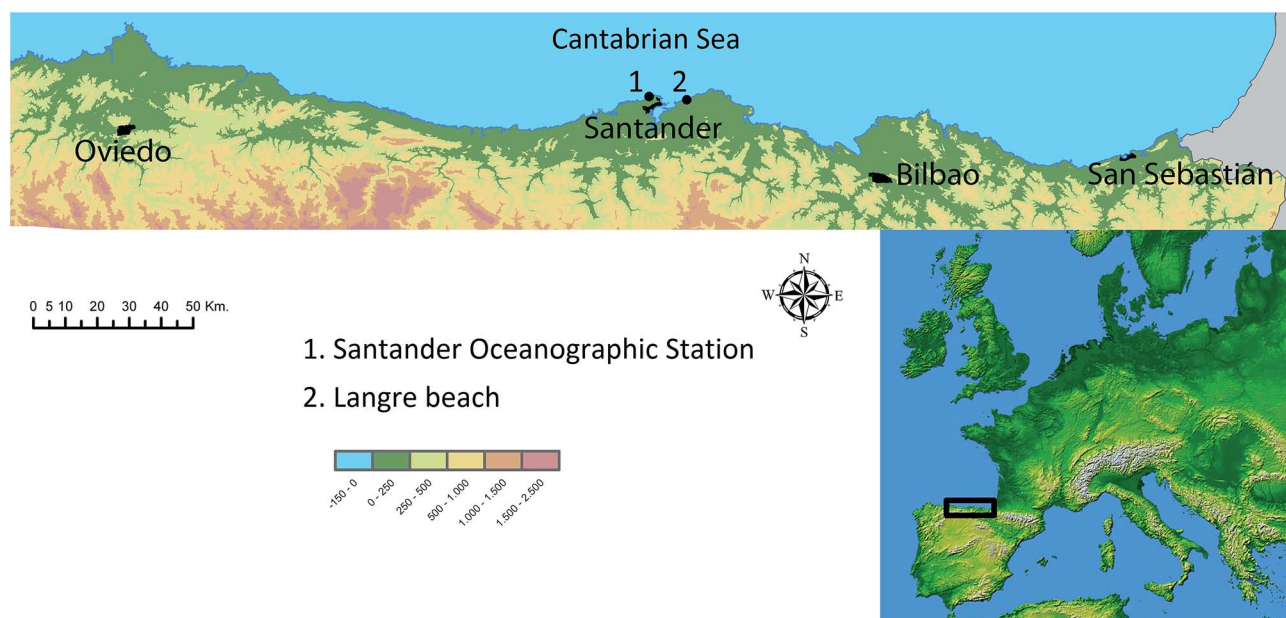 Cantabrian Sea
1 2
Santander
Oviedo
Bilbao
San Sebastián
N
W E
S
0 5 10 20 30 40 50 Km.
1. Santander Oceanographic Station
2. Langre beach
-150 - 0
0 - 250
250 - 500
500 - 1.000
1.000 - 1.500
1.500 - 2.500